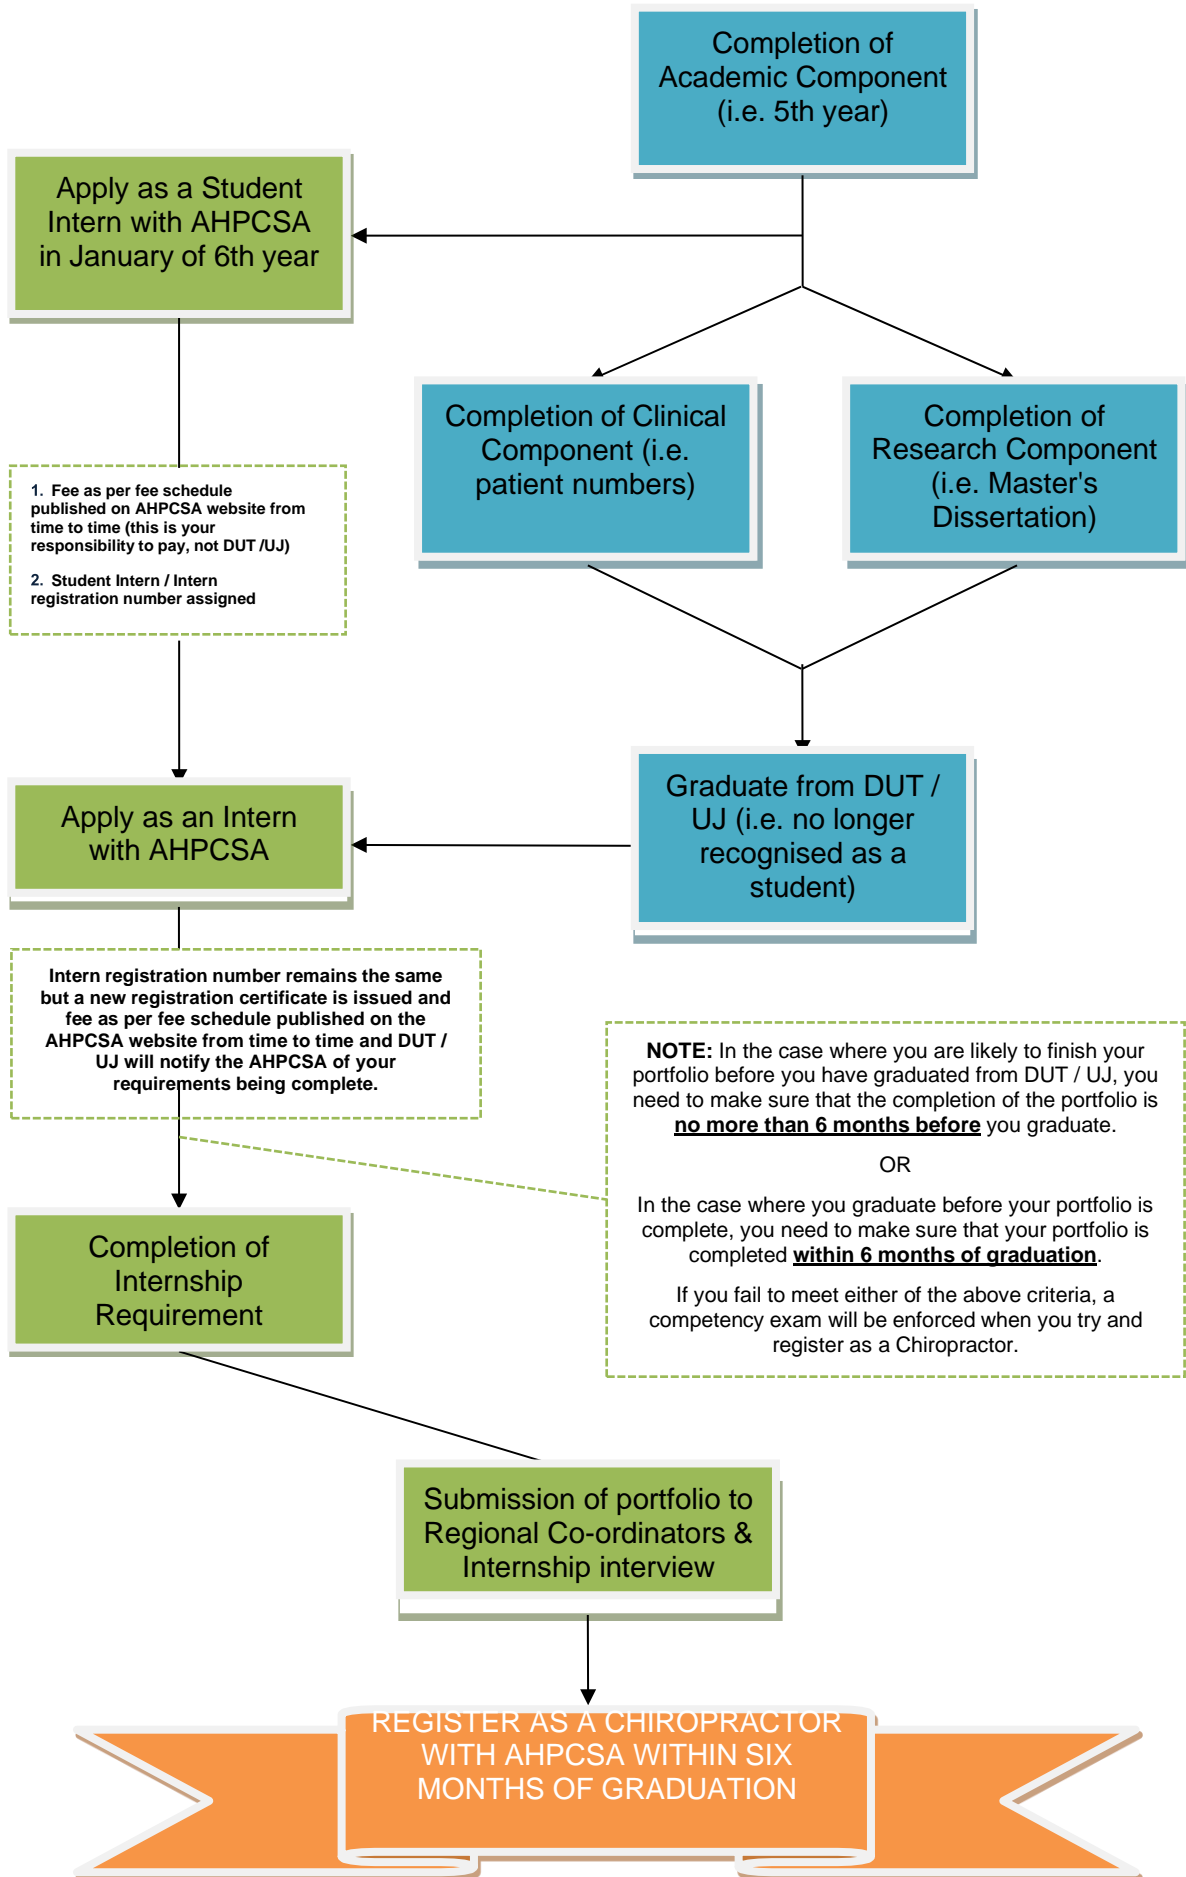 Completion of
Academic Component
(i.e. 5th year)
Apply as a Student
Intern with AHPCSA
in January of 6th year
Completion of Clinical
Component (i.e.
patient numbers)
Completion of
Research Component
(i.e. Master's
Dissertation)
1. Fee as per fee schedule
published on AHPCSA website from
time to time (this is your
responsibility to pay, not DUT /UJ)
2. Student Intern / Intern
registration number assigned
Apply as an Intern
with AHPCSA
Graduate from DUT /
UJ (i.e. no longer
recognised as a
student)
Intern registration number remains the same
but a new registration certificate is issued and
fee as per fee schedule published on the
AHPCSA website from time to time and DUT /
UJ will notify the AHPCSA of your
requirements being complete.
NOTE: In the case where you are likely to finish your
portfolio before you have graduated from DUT / UJ, you
need to make sure that the completion of the portfolio is
no more than 6 months before you graduate.
OR
In the case where you graduate before your portfolio is
complete, you need to make sure that your portfolio is
completed within 6 months of graduation.
If you fail to meet either of the above criteria, a
competency exam will be enforced when you try and
register as a Chiropractor.
Completion of
Internship
Requirement
Submission of portfolio to
Regional Co-ordinators &
Internship interview
REGISTER AS A CHIROPRACTOR
WITH AHPCSA WITHIN SIX
MONTHS OF GRADUATION